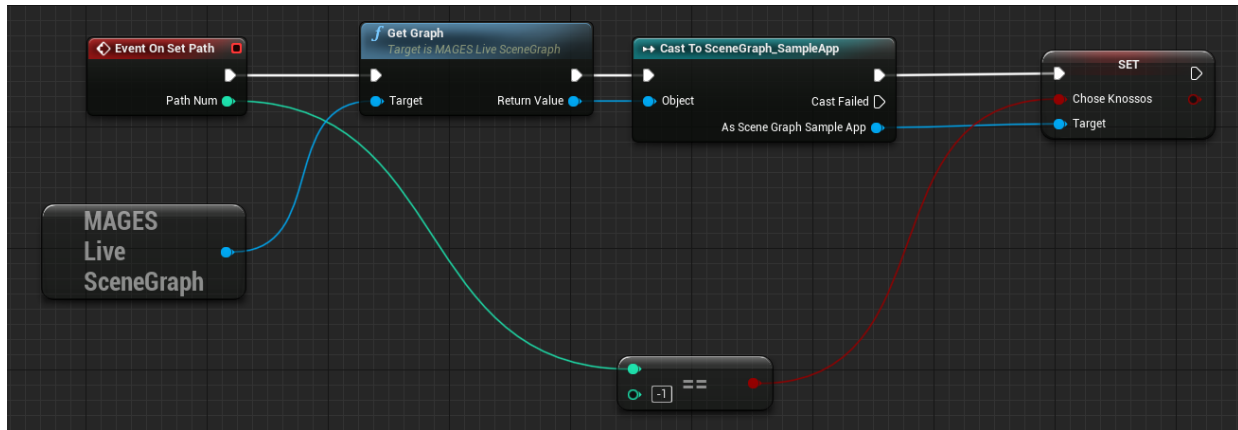 Event On Set Path
Path Num
Get Graph
Target is MAGES Live SceneGraph
Target
Return Value
Cast To SceneGraph_SampleApp
Object
Cast Failed
As Scene Graph Sample App
SET
Chose Knossos
Target
MAGES
Live
SceneGraph
-1
==